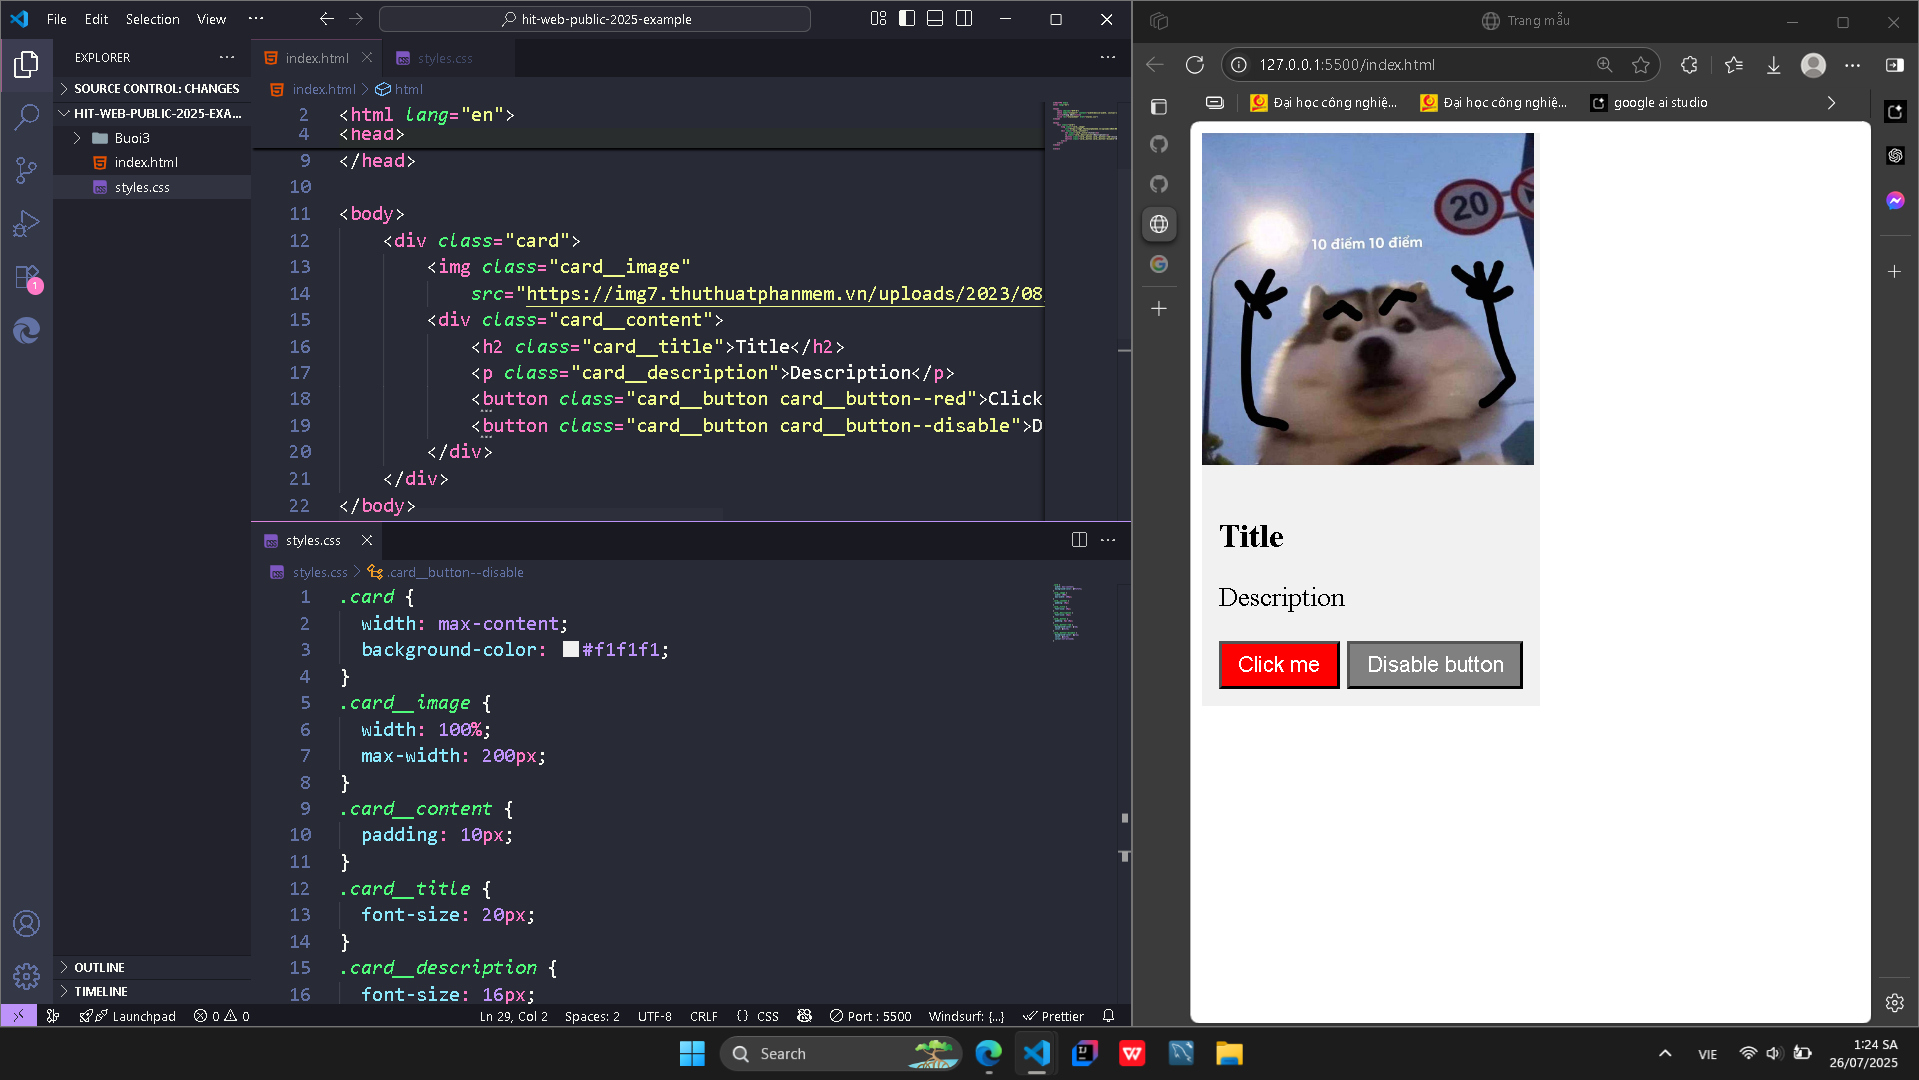 File Edit Selection View ···
hit-web-public-2025-example
EXPLORER
SOURCE CONTROL: CHANGES
HIT-WEB-PUBLIC-2025-EXA...
Buoi3
index.html
styles.css
OUTLINE
TIMELINE
1
index.html
styles.css
index.html > html
2 <html lang="en">
4 <head>
9 </head>
10
11 <body>
12 <div class="card">
13 <img class="card__image"
14 src="https://img7.thuthuatphanmem.vn/uploads/2023/08
15 <div class="card__content">
16 <h2 class="card__title">Title</h2>
17 <p class="card__description">Description</p>
18 <button class="card__button card__button--red">Click
19 <button class="card__button card__button--disable">D
20 </div>
21 </div>
22 </body>
styles.css
styles.css > .card__button--disable
1 .card {
2 width: max-content;
3 background-color: #f1f1f1;
4 }
5 .card__image {
6 width: 100%;
7 max-width: 200px;
8 }
9 .card__content {
10 padding: 10px;
11 }
12 .card__title {
13 font-size: 20px;
14 }
15 .card__description {
16 font-size: 16px;
Launchpad 0 0 Ln 29, Col 2 Spaces: 2 UTF-8 CRLF {} CSS Port : 5500 Windsurf: {...} Prettier
Trang mẫu
127.0.0.1:5500/index.html
Đại học công nghiệ...
Đại học công nghiệ...
google ai studio
20
10 điểm 10 điểm
Title
Description
Click me
Disable button
Search
VIE
1:24 SA
26/07/2025